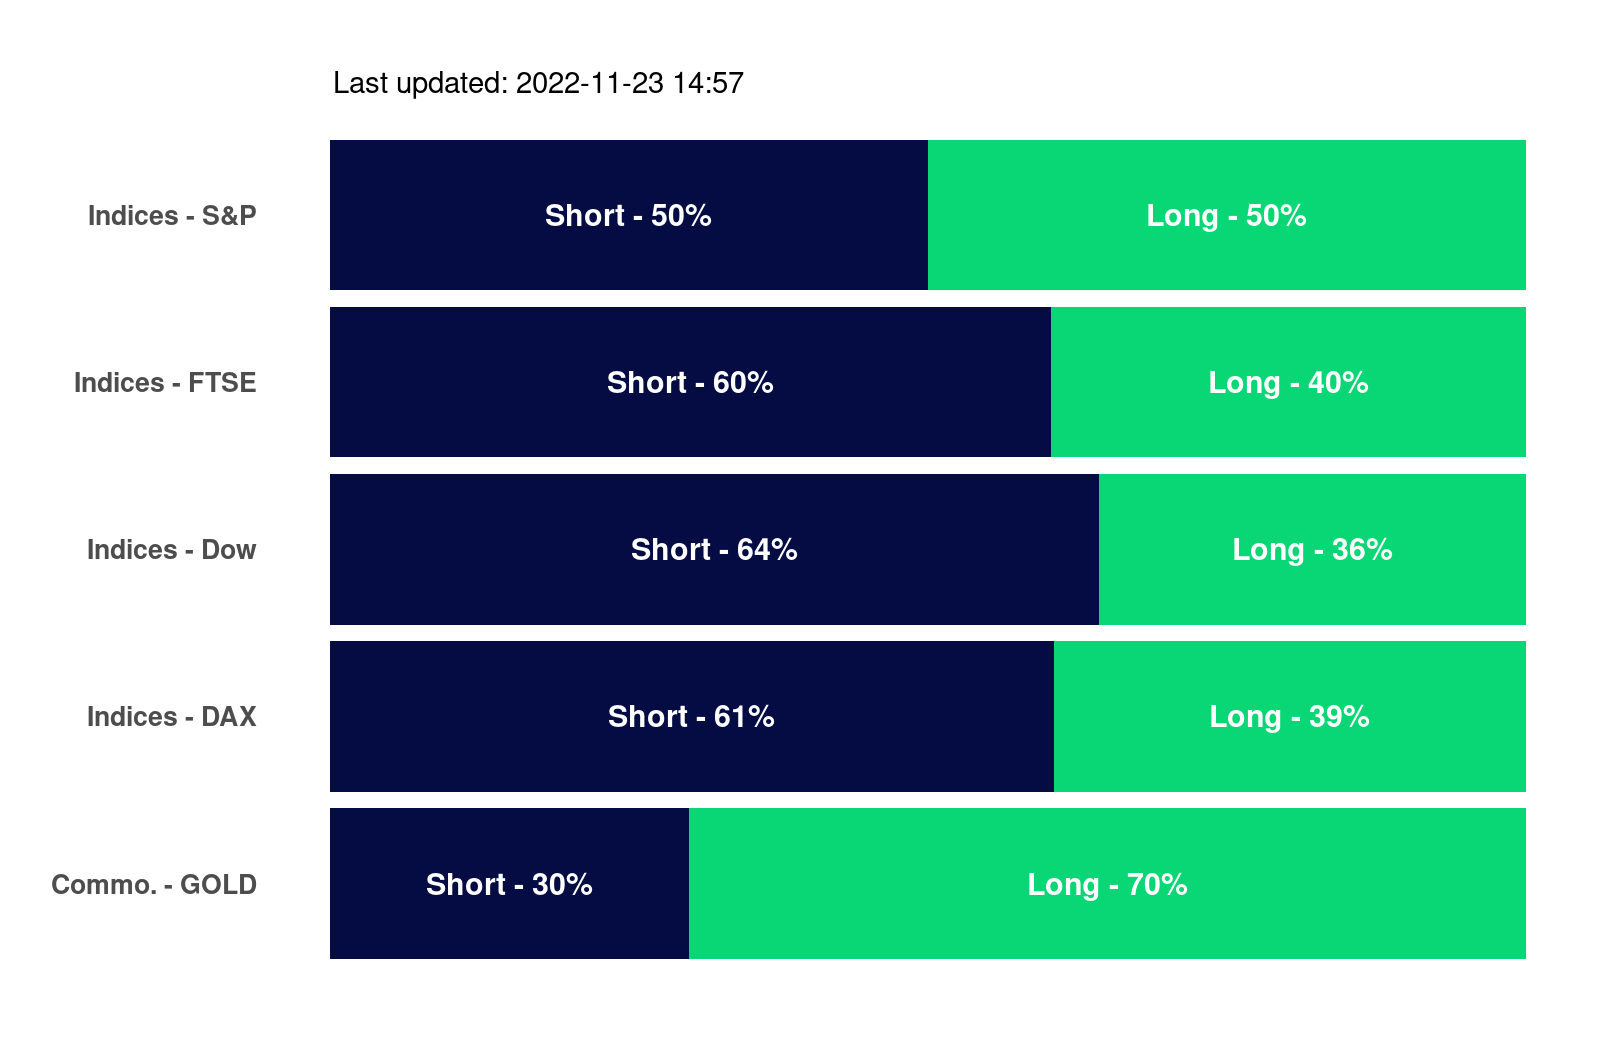 Last updated: 2022-11-23 14:57
Indices - S&P Short - 50% Long - 50%
Indices - FTSE Short - 60% Long - 40%
Indices - Dow Short - 64% Long - 36%
Indices - DAX Short - 61% Long - 39%
Commo. - GOLD Short - 30% Long - 70%